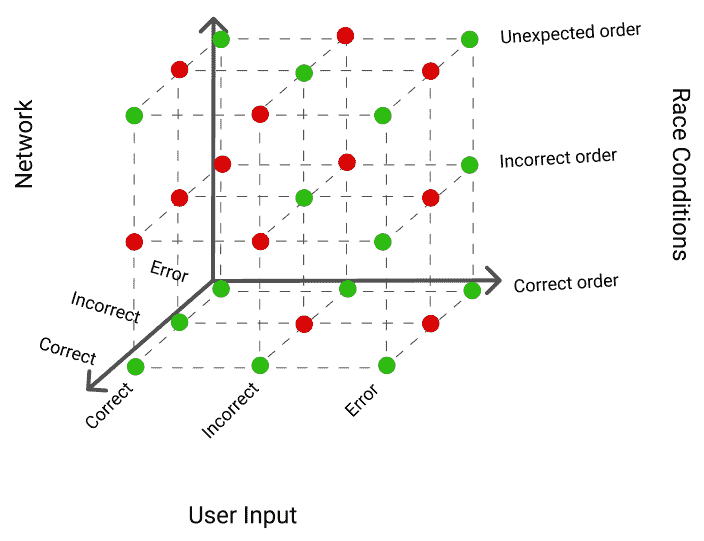 Unexpected order
Network
Race Conditions
Incorrect order
Error
Correct order
Incorrect
Correct
Correct
Incorrect
Error
User Input